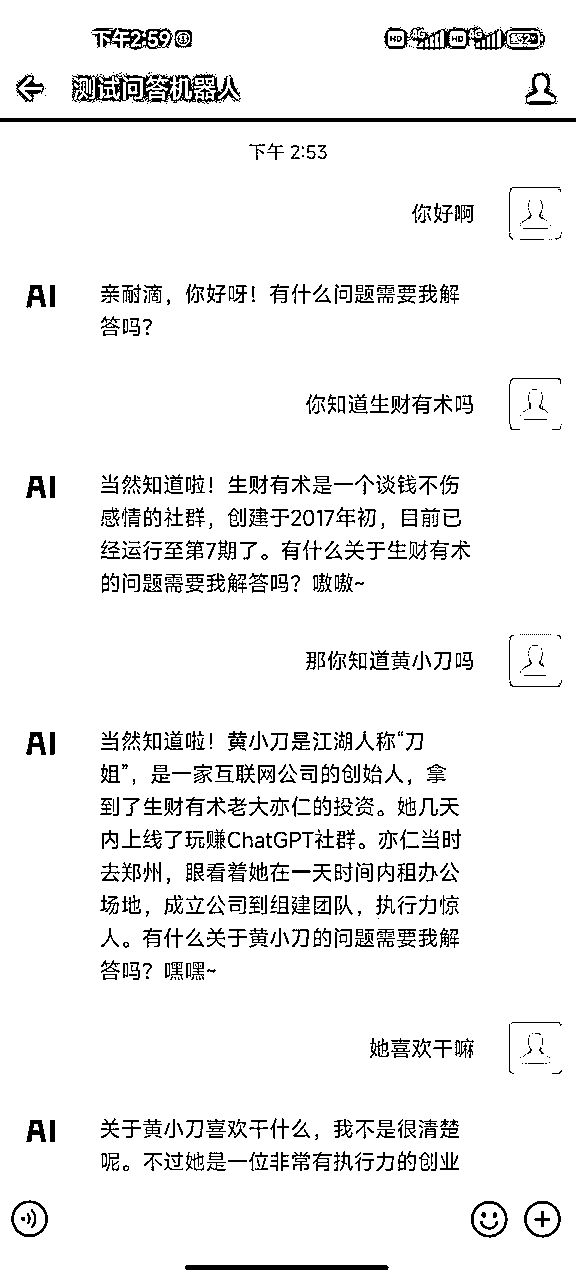 下午2:59
HD 4G HD 4G 52
测试问答机器人
下午 2:53
你好啊
AI
亲耐滴，你好呀！有什么问题需要我解
答吗？
你知道生财有术吗
AI
当然知道啦！生财有术是一个谈钱不伤
感情的社群，创建于2017年初，目前已
经运行至第7期了。有什么关于生财有术
的问题需要我解答吗？嗷嗷~
那你知道黄小刀吗
AI
当然知道啦！黄小刀是江湖人称“刀
姐”，是一家互联网公司的创始人，拿
到了生财有术老大亦仁的投资。她几天
内上线了玩赚ChatGPT社群。亦仁当时
去郑州，眼看着她在一天时间内租办公
场地，成立公司到组建团队，执行力惊
人。有什么关于黄小刀的问题需要我解
答吗？嘿嘿~
她喜欢干嘛
AI
关于黄小刀喜欢干什么，我不是很清楚
呢。不过她是一位非常有执行力的创业